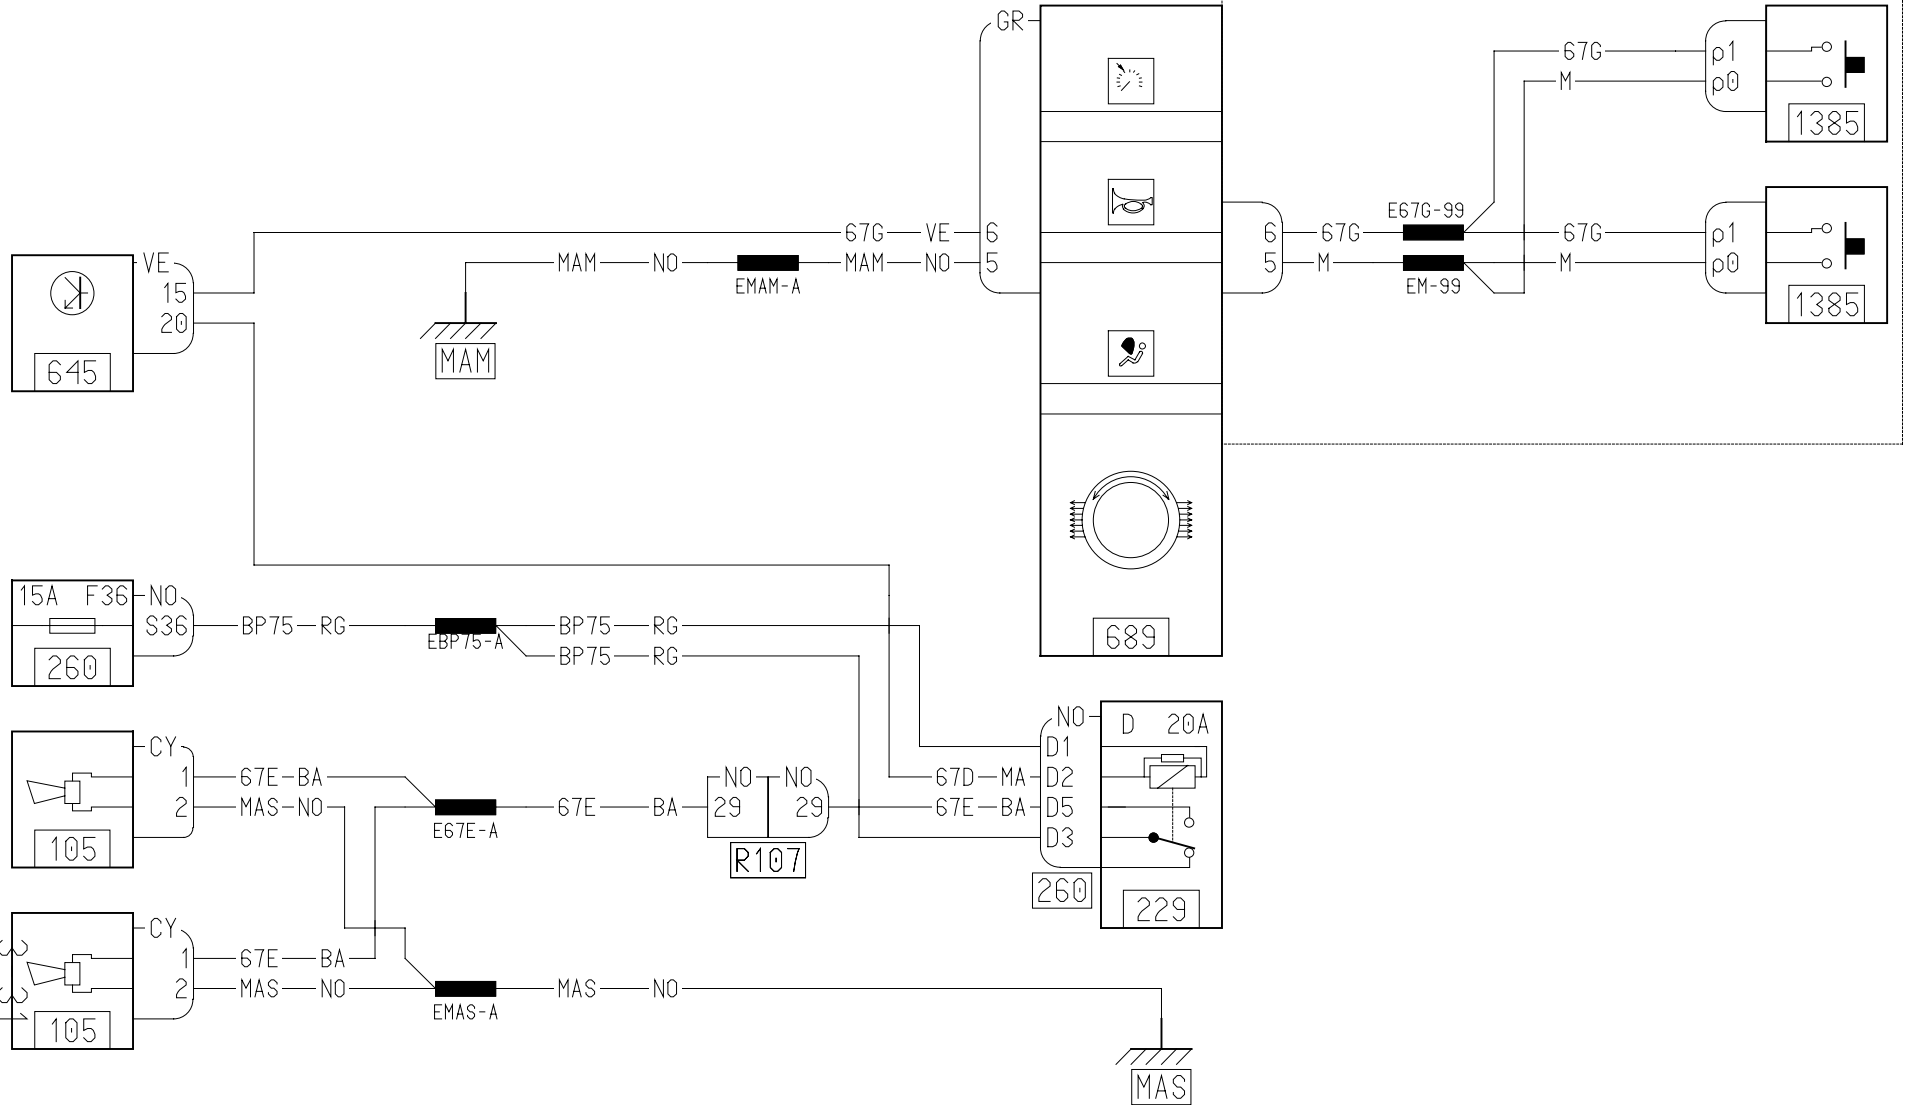 GR
67G
p1
M
p0
1385
E67G-99
67G
VE
6
6
67G
67G
p1
MAM
NO
MAM
NO
5
5
M
M
p0
EMAM-A
EM-99
1385
VE
15
20
645
MAM
15A F36
NO
S36
BP75
RG
BP75
RG
EBP75-A
BP75
RG
260
689
NO
D 20A
D1
CY
1
67E
BA
NO
NO
67D
MA
D2
2
MAS
NO
67E
BA
29
29
67E
BA
D5
E67E-A
D3
105
R107
260
229
CY
1
67E
BA
2
MAS
NO
MAS
NO
EMAS-A
105
MAS